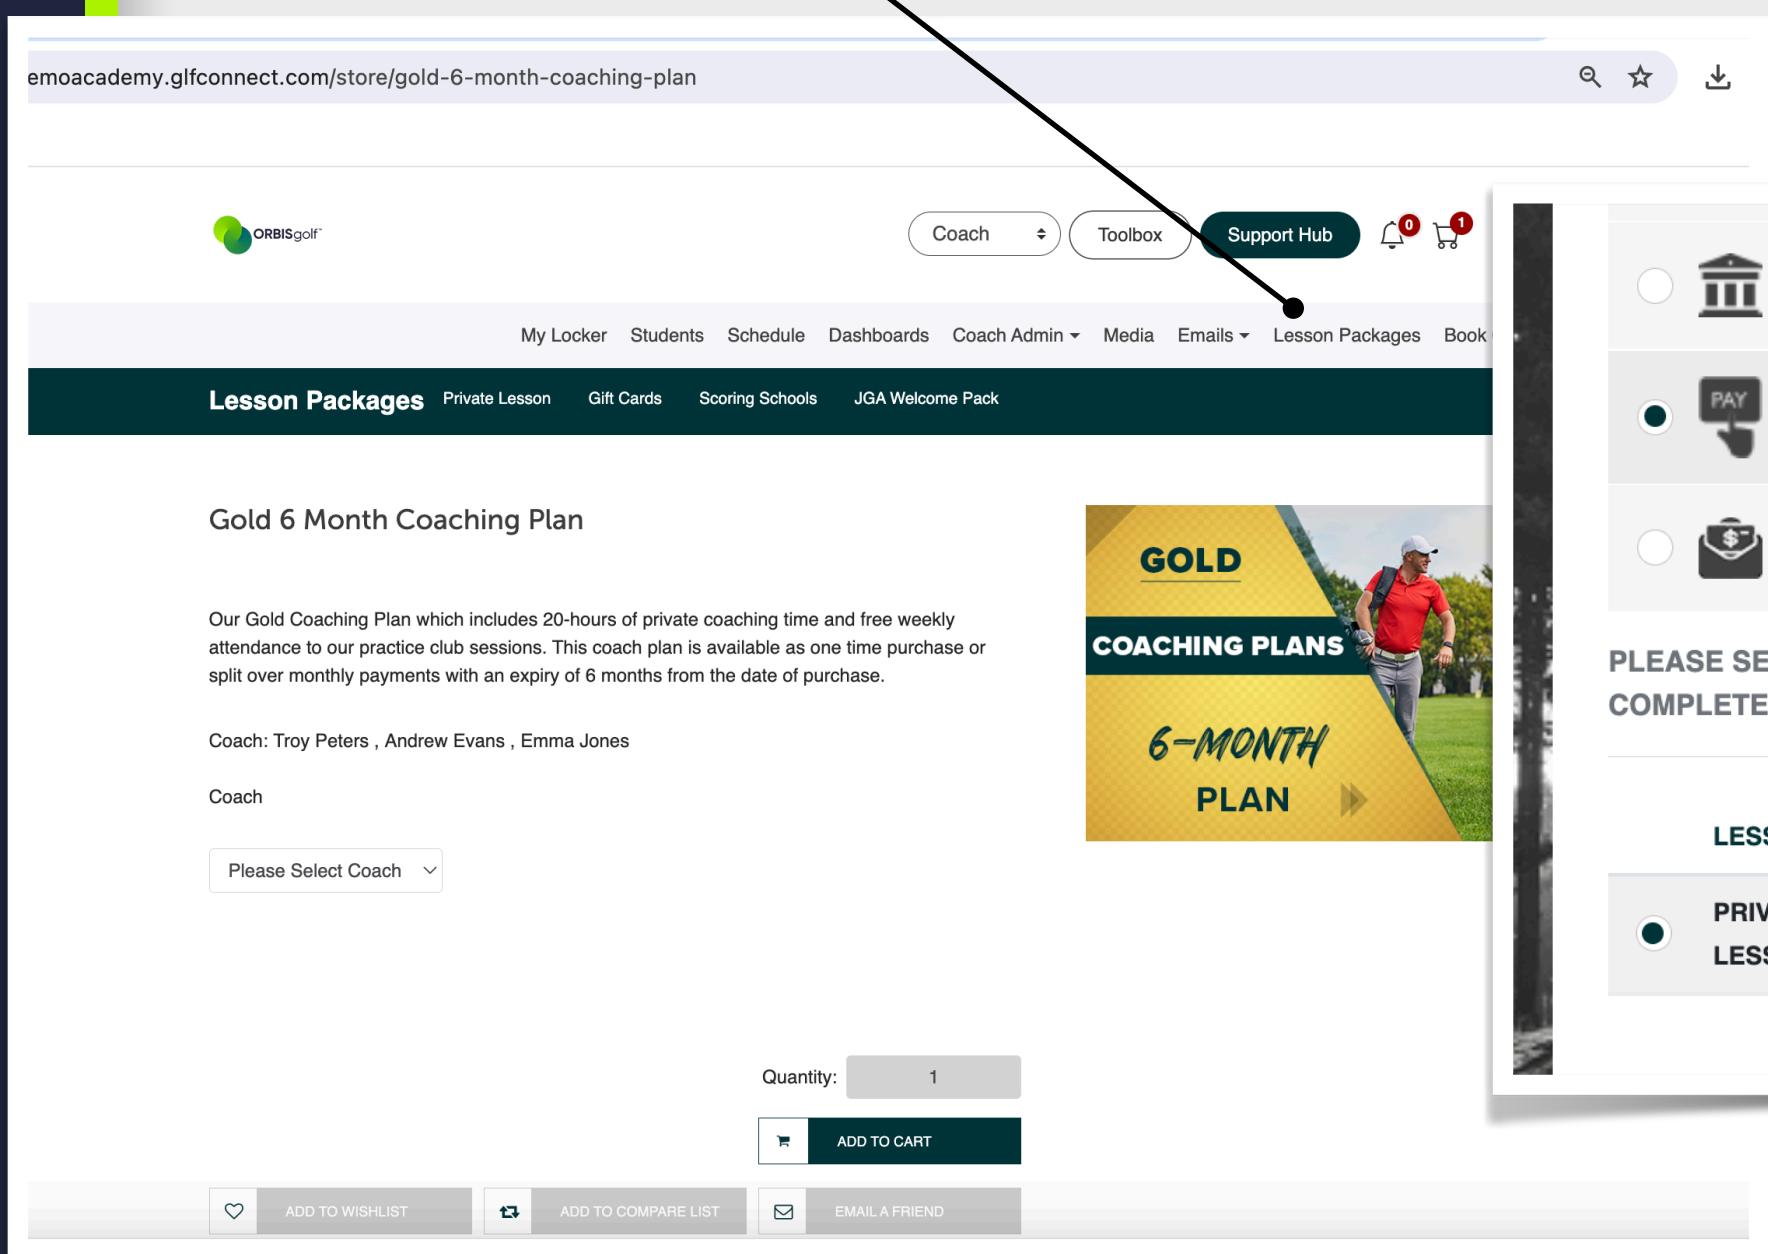 emoacademy.glfconnect.com/store/gold-6-month-coaching-plan
ORBISgolf
Coach
Toolbox
Support Hub
0
1
My Locker Students Schedule Dashboards Coach Admin Media Emails Lesson Packages Book
Lesson Packages Private Lesson Gift Cards Scoring Schools JGA Welcome Pack
Gold 6 Month Coaching Plan
Our Gold Coaching Plan which includes 20-hours of private coaching time and free weekly
attendance to our practice club sessions. This coach plan is available as one time purchase or
split over monthly payments with an expiry of 6 months from the date of purchase.
Coach: Troy Peters , Andrew Evans , Emma Jones
Coach
Please Select Coach
GOLD
COACHING PLANS
6-MONTH
PLAN
Quantity: 1
ADD TO CART
ADD TO WISHLIST
ADD TO COMPARE LIST
EMAIL A FRIEND
PAY
$
PLEASE SE
COMPLETE
LESS
PRIV
LESS